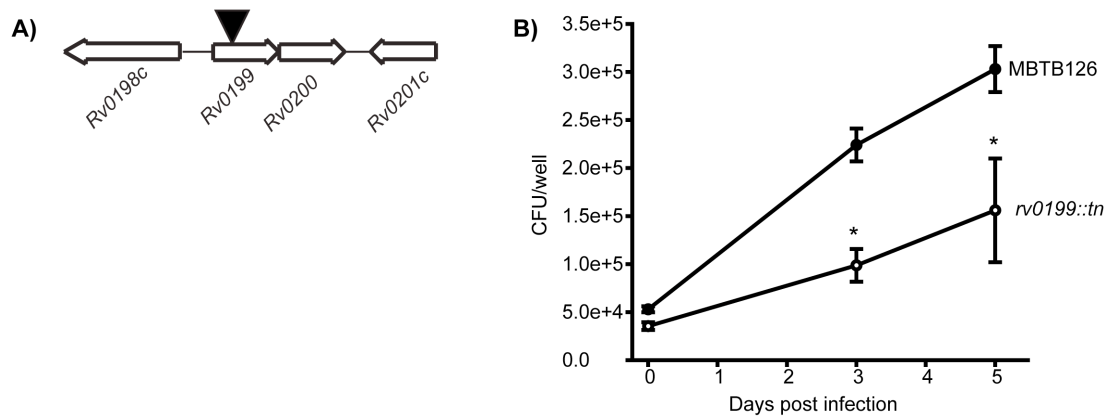 A)
Rv0198c
Rv0199
Rv0200
Rv0201c
B)
3.5e+5
3.0e+5
2.5e+5
2.0e+5
1.5e+5
1.0e+5
5.0e+4
0.0
CFU/well
MBTB126
*
rv0199::tn
*
0 1 2 3 4 5
Days post infection